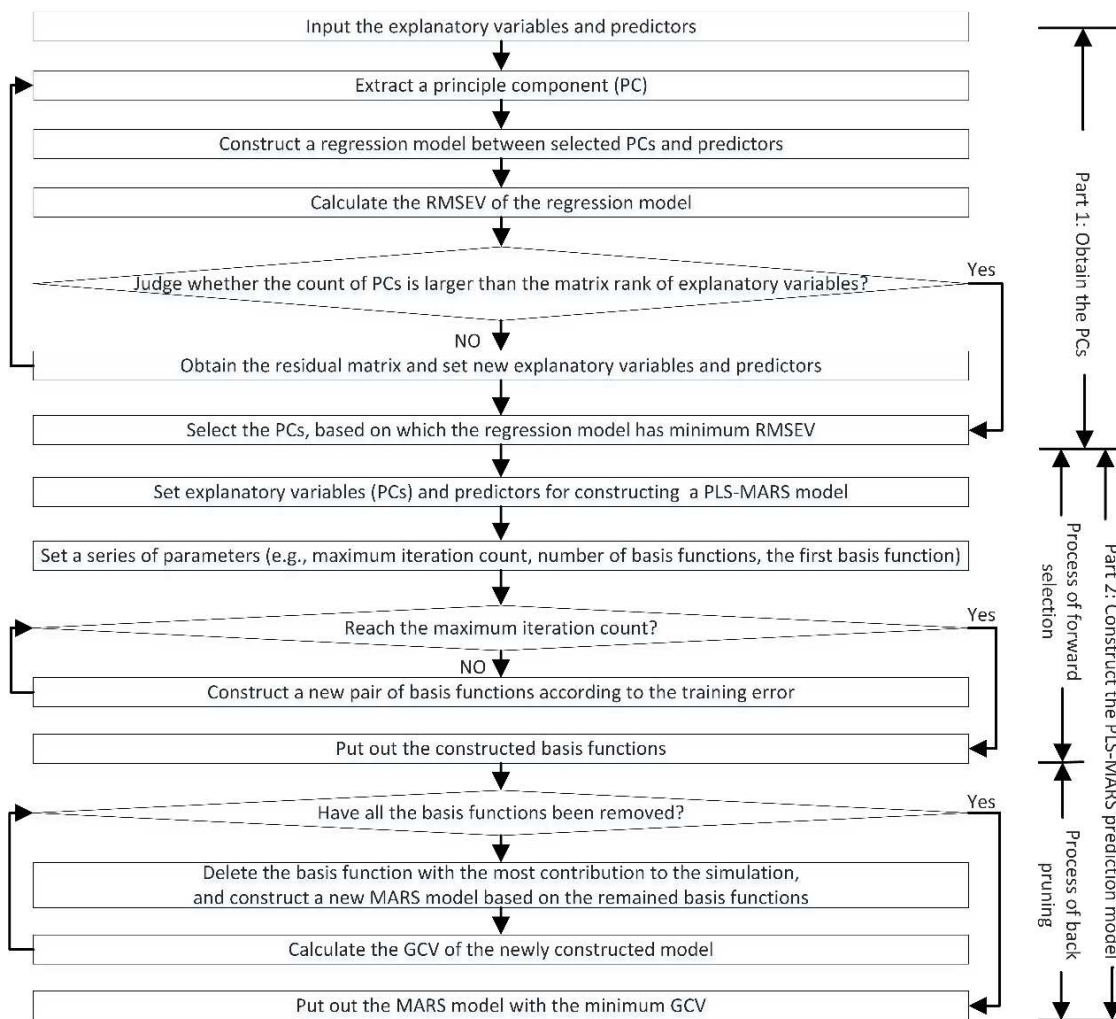 Input the explanatory variables and predictors
Extract a principle component (PC)
Construct a regression model between selected PCs and predictors
Calculate the RMSEV of the regression model
Judge whether the count of PCs is larger than the matrix rank of explanatory variables?
Yes
NO
Obtain the residual matrix and set new explanatory variables and predictors
Select the PCs, based on which the regression model has minimum RMSEV
Set explanatory variables (PCs) and predictors for constructing a PLS-MARS model
Set a series of parameters (e.g., maximum iteration count, number of basis functions, the first basis function)
Reach the maximum iteration count?
Yes
NO
Construct a new pair of basis functions according to the training error
Put out the constructed basis functions
Have all the basis functions been removed?
Yes
Delete the basis function with the most contribution to the simulation,
and construct a new MARS model based on the remained basis functions
Calculate the GCV of the newly constructed model
Put out the MARS model with the minimum GCV
Part 1: Obtain the PCs
Part 2: Construct the PLS-MARS prediction model
Process of forward
selection
Process of back
pruning